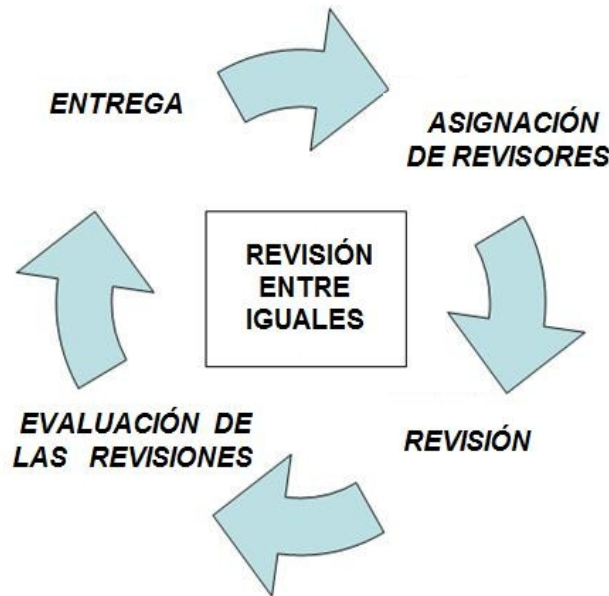 ENTREGA
ASIGNACIÓN
DE REVISORES
REVISIÓN
ENTRE
IGUALES
EVALUACIÓN DE
LAS REVISIONES
REVISIÓN